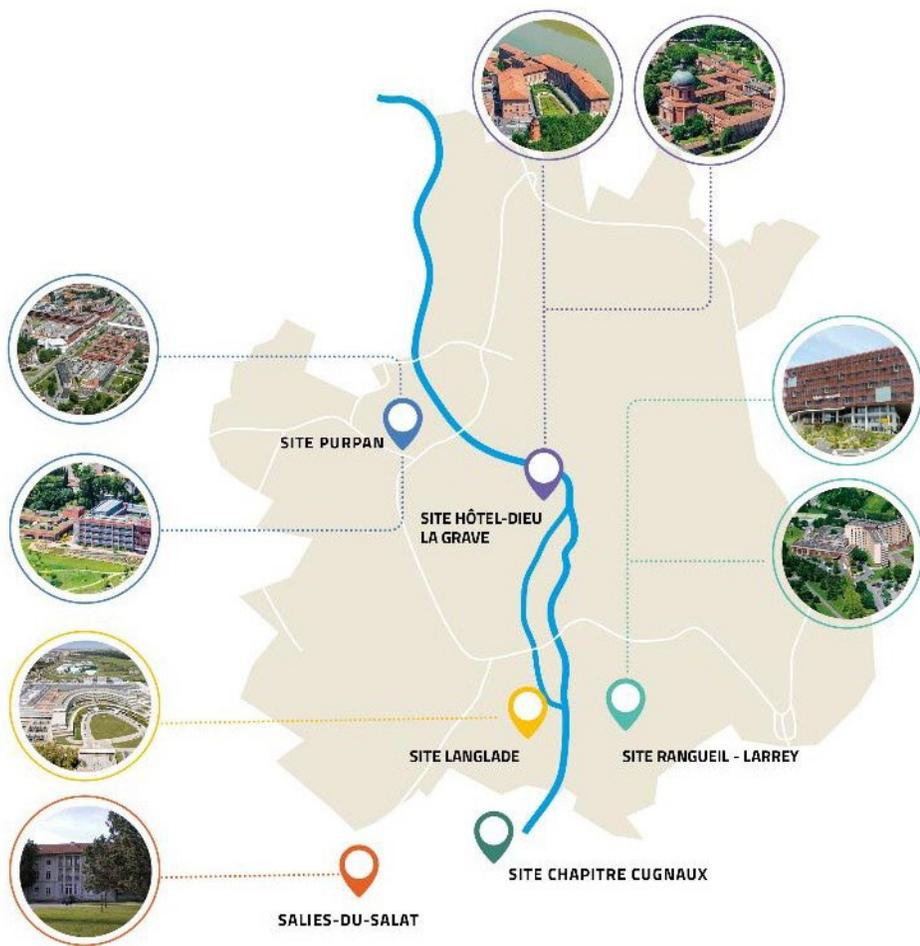 SITE PURPAN
SITE HÔTEL-DIEU
LA GRAVE
SITE LANGLADE
SITE RANGUEIL - LARREY
SITE CHAPITRE CUGNAUX
SALIES-DU-SALAT